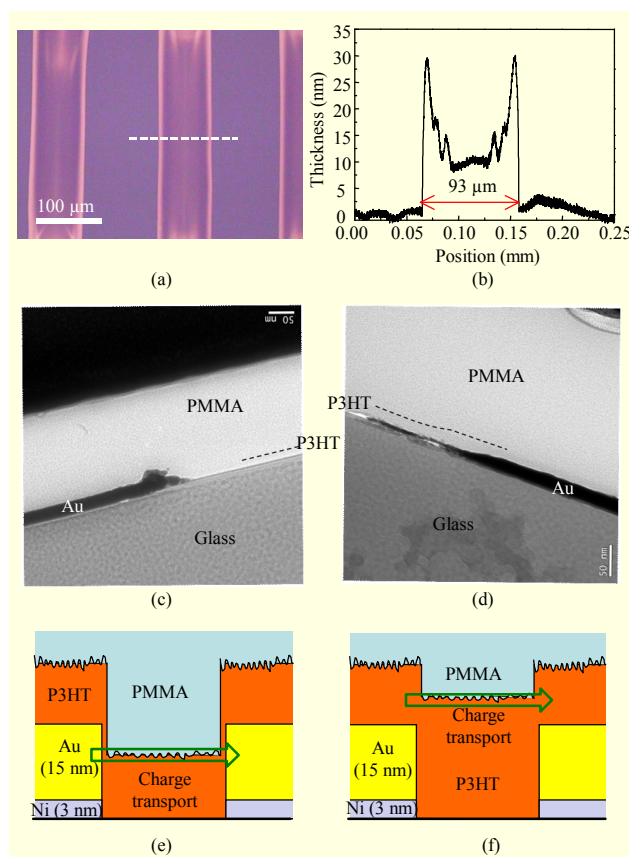 100 µm
(a)
Thickness (nm)
35
30
25
20
15
10
5
0
93 µm
0.00 0.05 0.10 0.15 0.20 0.25
Position (mm)
(b)
50
nm
PMMA
P3HT
Au
Glass
(c)
PMMA
P3HT
Au
Glass
50 nm
(d)
P3HT
PMMA
Au
(15 nm)
Charge
transport
Ni (3 nm)
(e)
PMMA
Charge
transport
Au
(15 nm)
P3HT
Ni (3 nm)
(f)